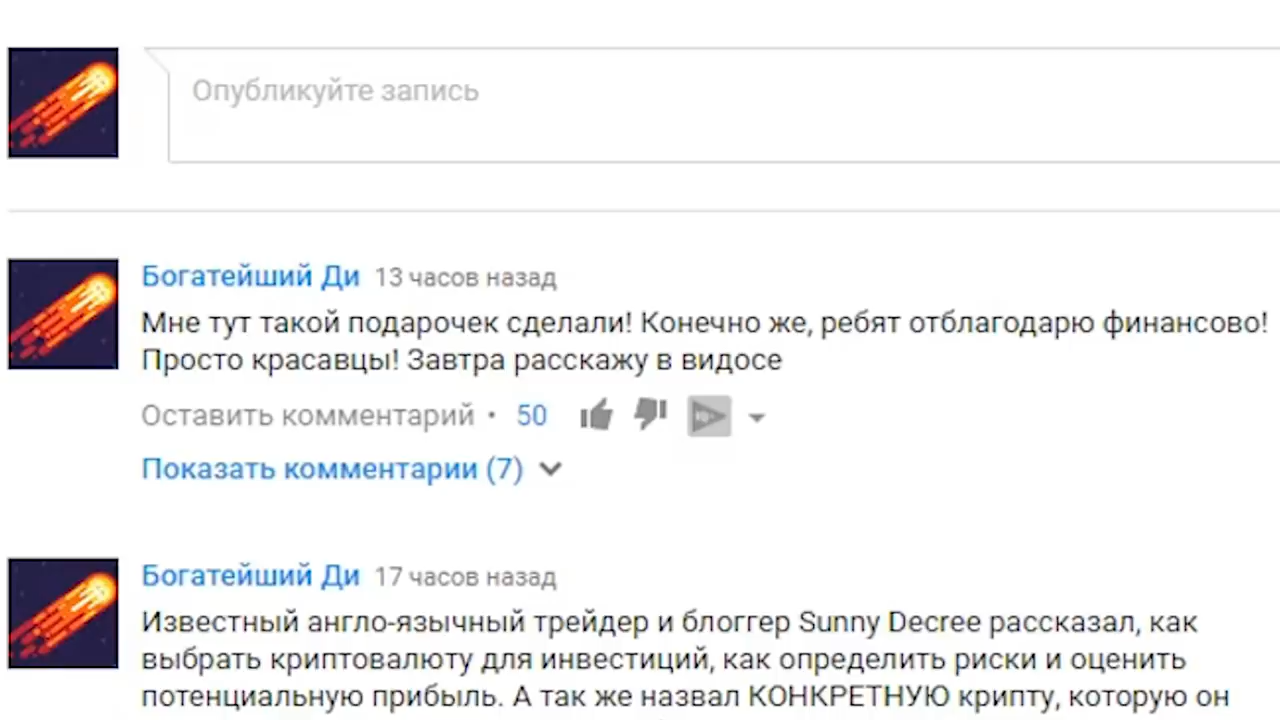 Опубликуйте запись
Богатейший Ди 13 часов назад
Мне тут такой подарочек сделали! Конечно же, ребят отблагодарю финансово!
Просто красавцы! Завтра расскажу в видосе
Оставить комментарий • 50
Показать комментарии (7)
Богатейший Ди 17 часов назад
Известный англо-язычный трейдер и блоггер Sunny Decree рассказал, как
выбрать криптовалюту для инвестиций, как определить риски и оценить
потенциальную прибыль. А так же назвал КОНКРЕТНУЮ крипту, которую он